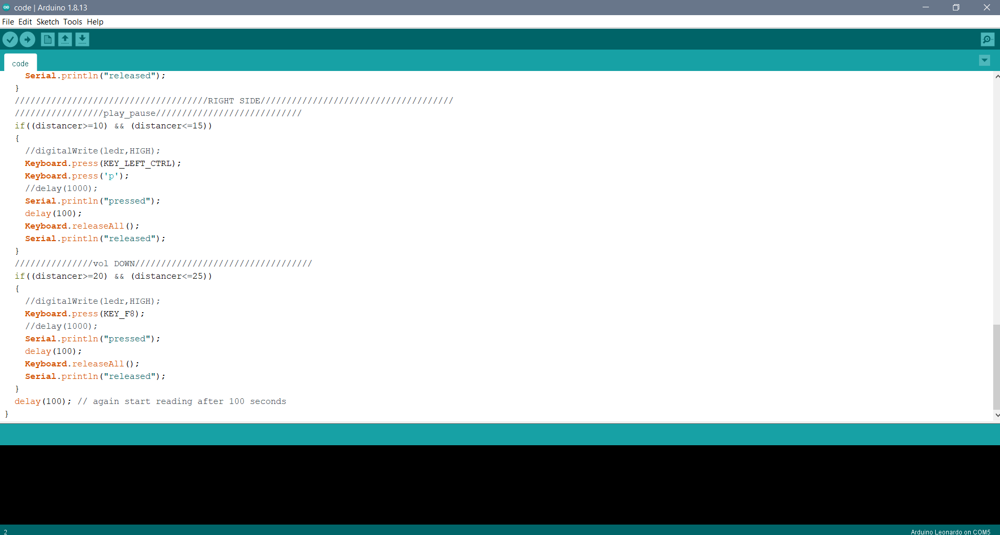 code | Arduino 1.8.13
File Edit Sketch Tools Help
code
Serial.println("released");
}
/////////////////////////////////////RIGHT SIDE/////////////////////////////////////
/////////////////play_pause////////////////////////////
if((distancer>=10) && (distancer<=15))
{
//digitalWrite(ledr,HIGH);
Keyboard.press(KEY_LEFT_CTRL);
Keyboard.press('p');
//delay(1000);
Serial.println("pressed");
delay(100);
Keyboard.releaseAll();
Serial.println("released");
}
///////////////vol DOWN//////////////////////////////////
if((distancer>=20) && (distancer<=25))
{
//digitalWrite(ledr,HIGH);
Keyboard.press(KEY_F8);
//delay(1000);
Serial.println("pressed");
delay(100);
Keyboard.releaseAll();
Serial.println("released");
}
delay(100); // again start reading after 100 seconds
}
2
Arduino Leonardo on COM5